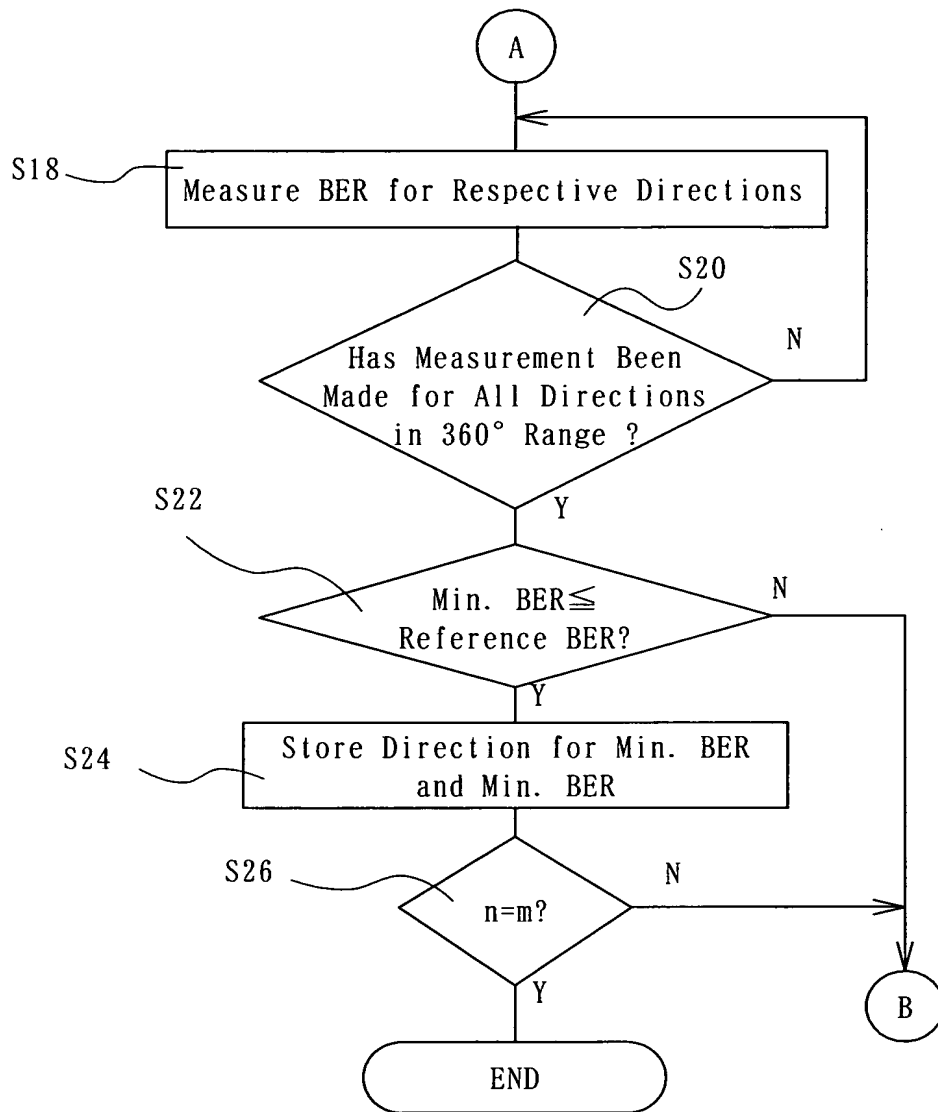 A
S18
Measure BER for Respective Directions
S20
N
Has Measurement Been
Made for All Directions
in 360° Range ?
Y
S22
N
Min. BER≦
Reference BER?
Y
S24
Store Direction for Min. BER
and Min. BER
S26
N
n=m?
Y
B
END